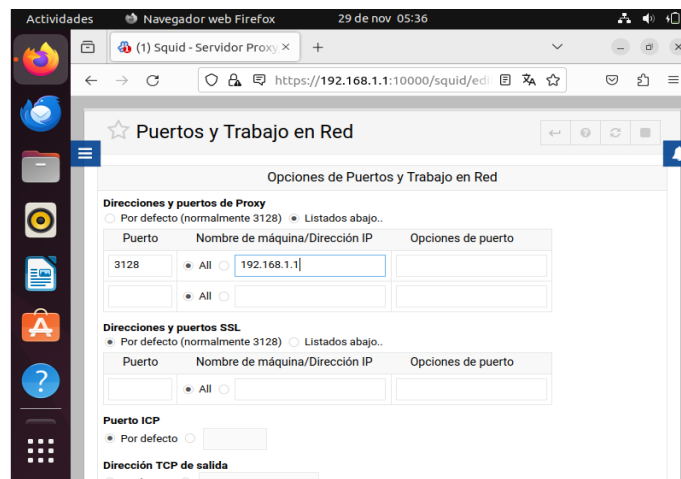 Actividades Navegador web Firefox 29 de nov 05:36
(1) Squid - Servidor Proxy × +
https://192.168.1.1:10000/squid/edi
Puertos y Trabajo en Red
Opciones de Puertos y Trabajo en Red
Direcciones y puertos de Proxy
Por defecto (normalmente 3128) Listados abajo..
Puerto Nombre de máquina/Dirección IP Opciones de puerto
3128 All 192.168.1.1
All
Direcciones y puertos SSL
Por defecto (normalmente 3128) Listados abajo..
Puerto Nombre de máquina/Dirección IP Opciones de puerto
All
Puerto ICP
Por defecto
Dirección TCP de salida